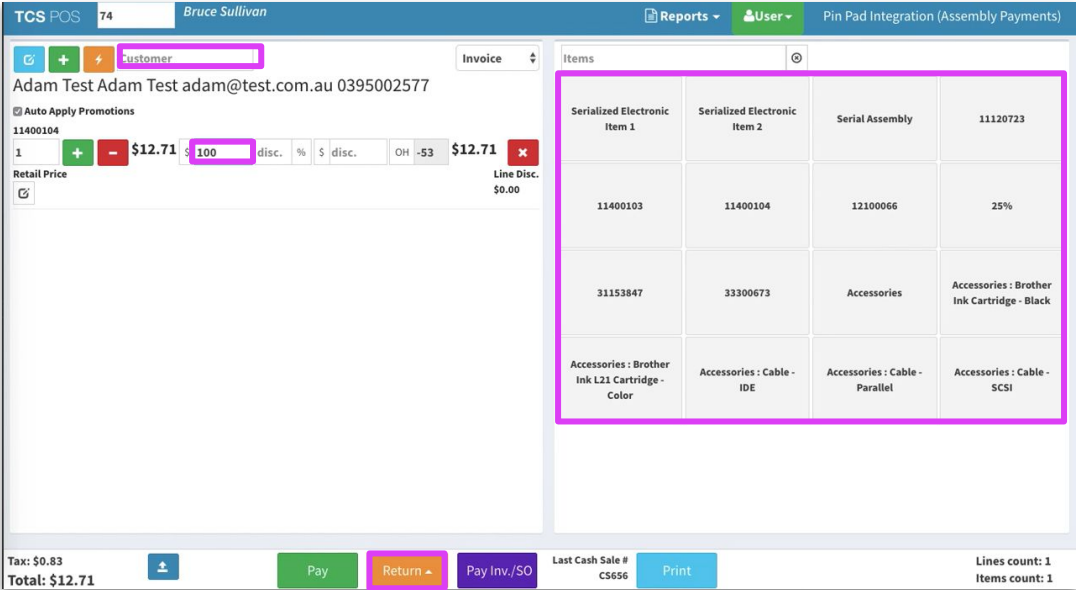 TCS POS 74 Bruce Sullivan Reports User Pin Pad Integration (Assembly Payments)
Customer Invoice
Adam Test Adam Test adam@test.com.au 0395002577
Auto Apply Promotions
11400104
1 + − $12.71 $ 100 disc. % $ disc. OH -53 $12.71 ×
Retail Price Line Disc.
$0.00
Items
Serialized Electronic
Item 1
Serialized Electronic
Item 2
Serial Assembly
11120723
11400103
11400104
12100066
25%
31153847
33300673
Accessories
Accessories : Brother
Ink Cartridge - Black
Accessories : Brother
Ink L21 Cartridge -
Color
Accessories : Cable -
IDE
Accessories : Cable -
Parallel
Accessories : Cable -
SCSI
Tax: $0.83
Total: $12.71
Pay
Return
Pay Inv./SO
Last Cash Sale #
CS656
Print
Lines count: 1
Items count: 1